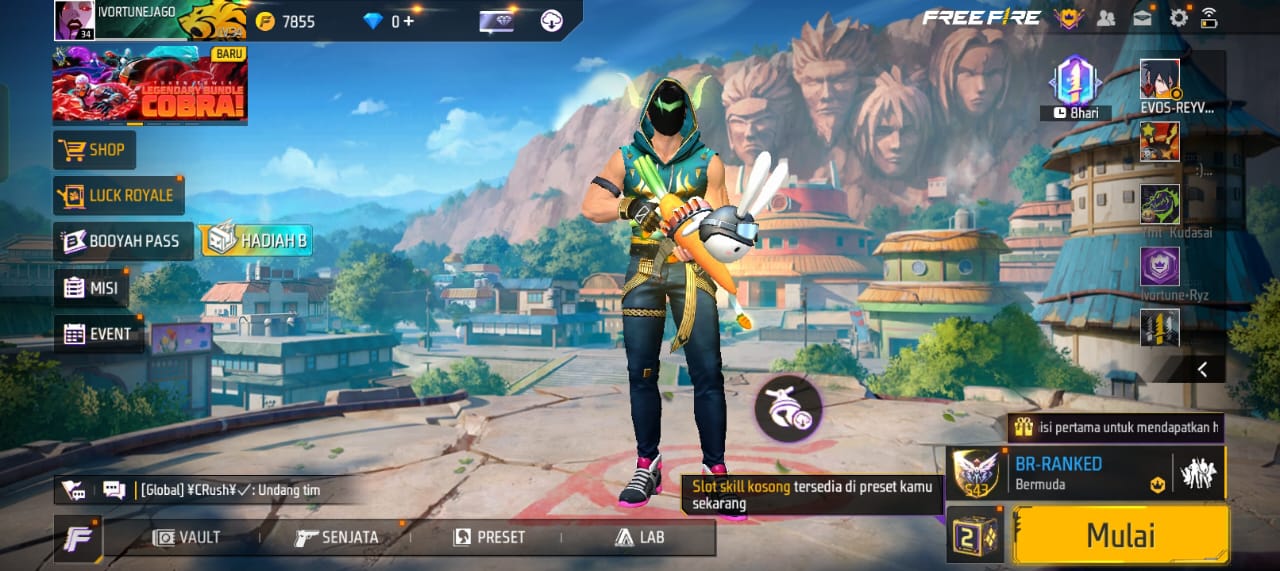 IVORTUNEJAGO
34
7855
0 +
FREE FIRE
BARU
LEGENDARY BUNDLE
COBRA!
8hari
EVOS-REYV...
SHOP
:)...
LUCK ROYALE
Kudasai
BOOYAH PASS
HADIAH B
MISI
Ivortune•Ryz
EVENT
isi pertama untuk mendapatkan h
BR-RANKED
Bermuda
S43
[Global] ¥CRush¥✓: Undang tim
Slot skill kosong tersedia di preset kamu
sekarang
VAULT
SENJATA
PRESET
LAB
2
Mulai